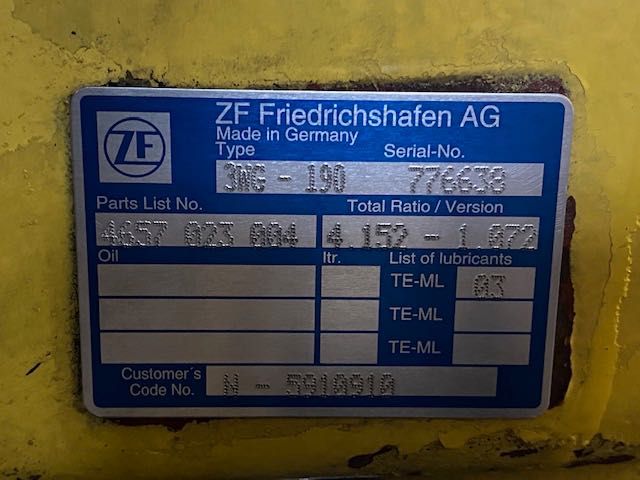 ZF
ZF Friedrichshafen AG
Made in Germany
Type Serial-No.
3WG - 190 776638
Parts List No. Total Ratio / Version
4657 023 004 4.152 - 1.072
Oil ltr. List of lubricants
TE-ML 03
TE-ML
TE-ML
Customer's
Code No. N - 5910910